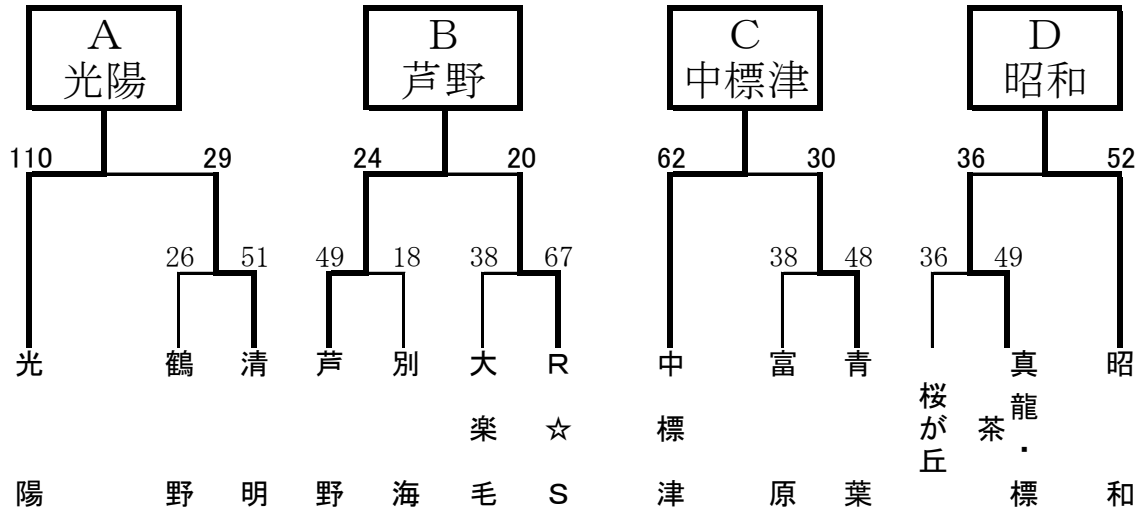 A
光陽
B
芦野
C
中標津
D
昭和
110 29 24 20 62 30 36 52
26 51 49 18 38 67 38 48 36 49
光陽
鶴野
清明
芦野
別海
大楽毛
R☆S
中標津
富原
青葉
桜が丘
真龍・標茶
昭和